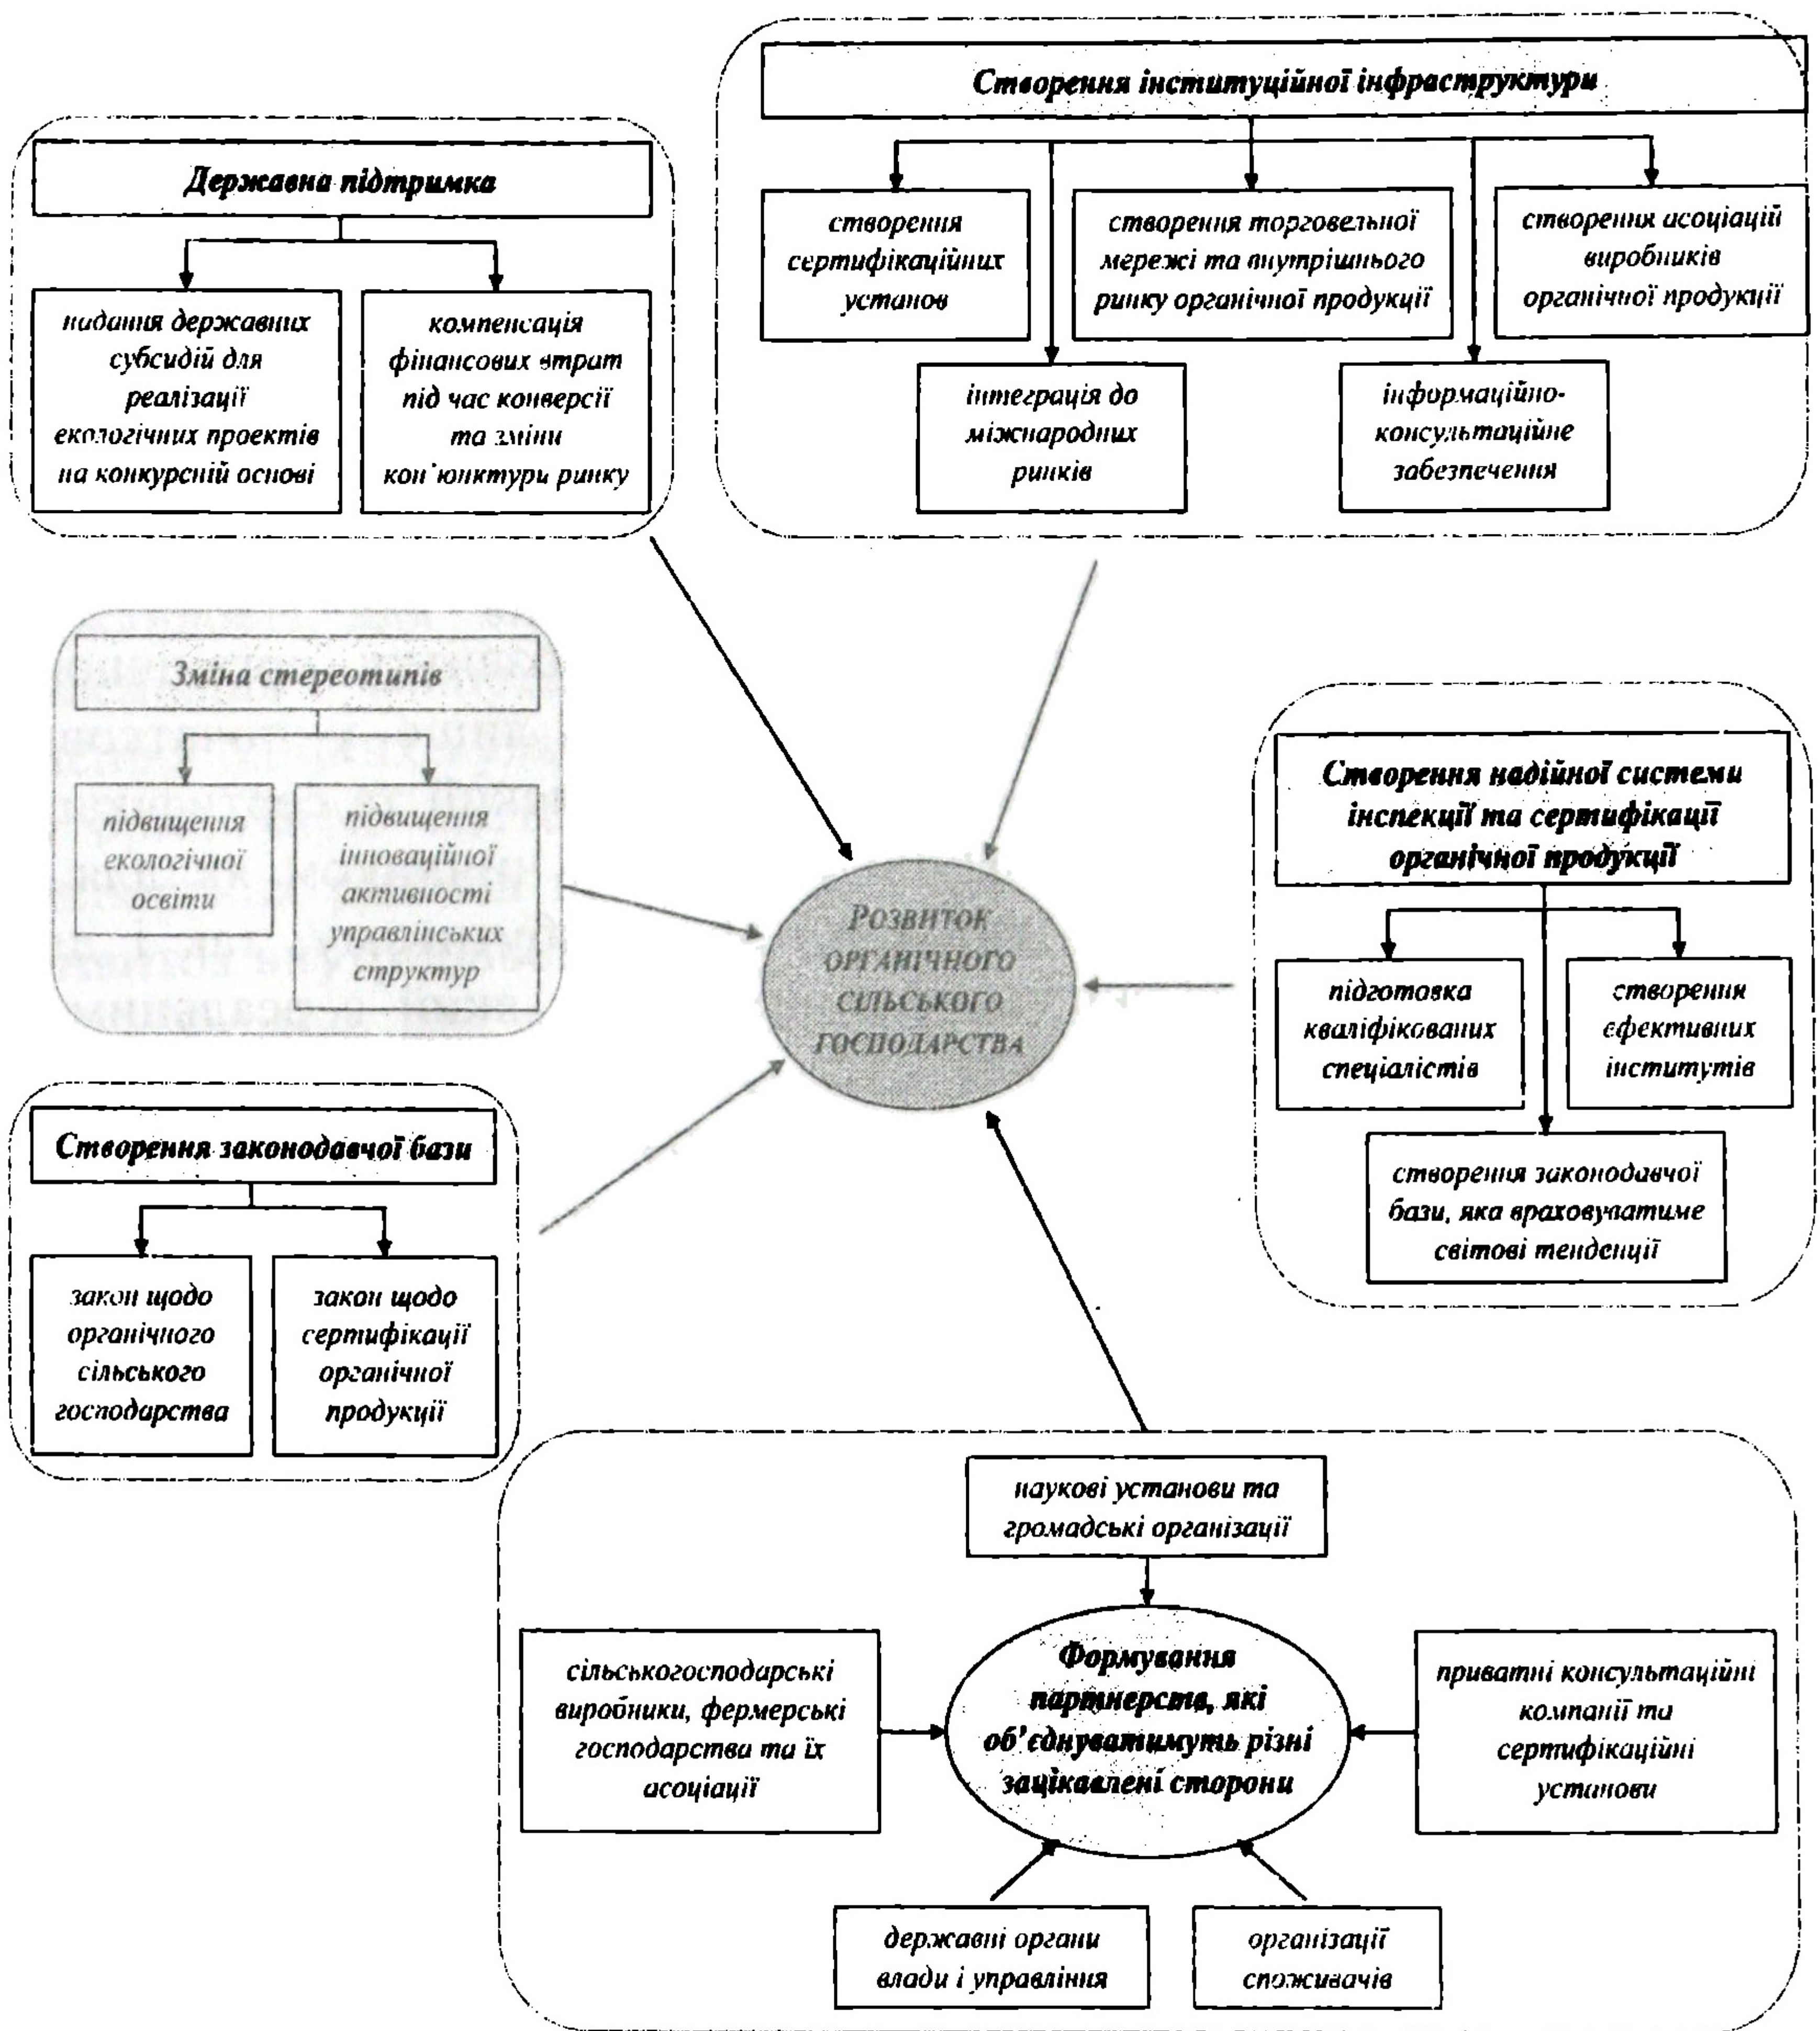 Створення інституційної інфраструктури
створення
сертифікаційних
установ
створення торговельної
мережі та внутрішнього
ринку органічної продукції
створення асоціацій
виробників
органічної продукції
інтеграція до
міжнародних
ринків
інформаційно-
консультаційне
забезпечення
Державна підтримка
надання державних
субсидій для
реалізації
екологічних проектів
на конкурсній основі
компенсація
фінансових втрат
під час конверсії
та зміни
кон'юнктури ринку
Зміна стереотипів
підвищення
екологічної
освіти
підвищення
інноваційної
активності
управлінських
структур
РОЗВИТОК
ОРГАНІЧНОГО
СІЛЬСЬКОГО
ГОСПОДАРСТВА
Створення надійної системи
інспекції та сертифікації
органічної продукції
підготовка
кваліфікованих
спеціалістів
створення
ефективних
інститутів
створення законодавчої
бази, яка враховуватиме
світові тенденції
Створення законодавчої бази
закон щодо
органічного
сільського
господарства
закон щодо
сертифікації
органічної
продукції
наукові установи та
громадські організації
сільськогосподарські
виробники, фермерські
господарства та їх
асоціації
Формування
партнерств, які
об'єднуватимуть різні
зацікавлені сторони
приватні консультаційні
компанії та
сертифікаційні
установи
державні органи
влади і управління
організації
споживачів